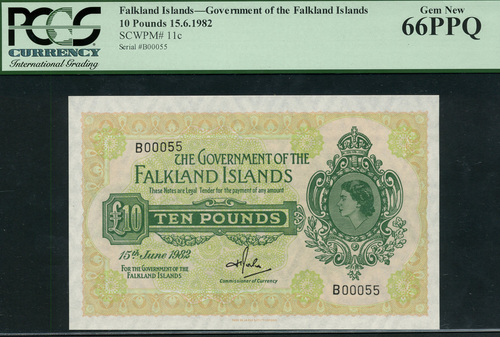 PCGS
CURRENCY
International Grading
Falkland Islands—Government of the Falkland Islands
10 Pounds 15.6.1982
SCWPM# 11c
Serial #B00055
Gem New
66PPQ
B00055
THE GOVERNMENT OF THE
FALKLAND ISLANDS
These Notes are Legal Tender for the payment of any amount
£10
TEN POUNDS
15th June 1982
FOR THE GOVERNMENT OF THE
FALKLAND ISLANDS
Commissioner of Currency
B00055